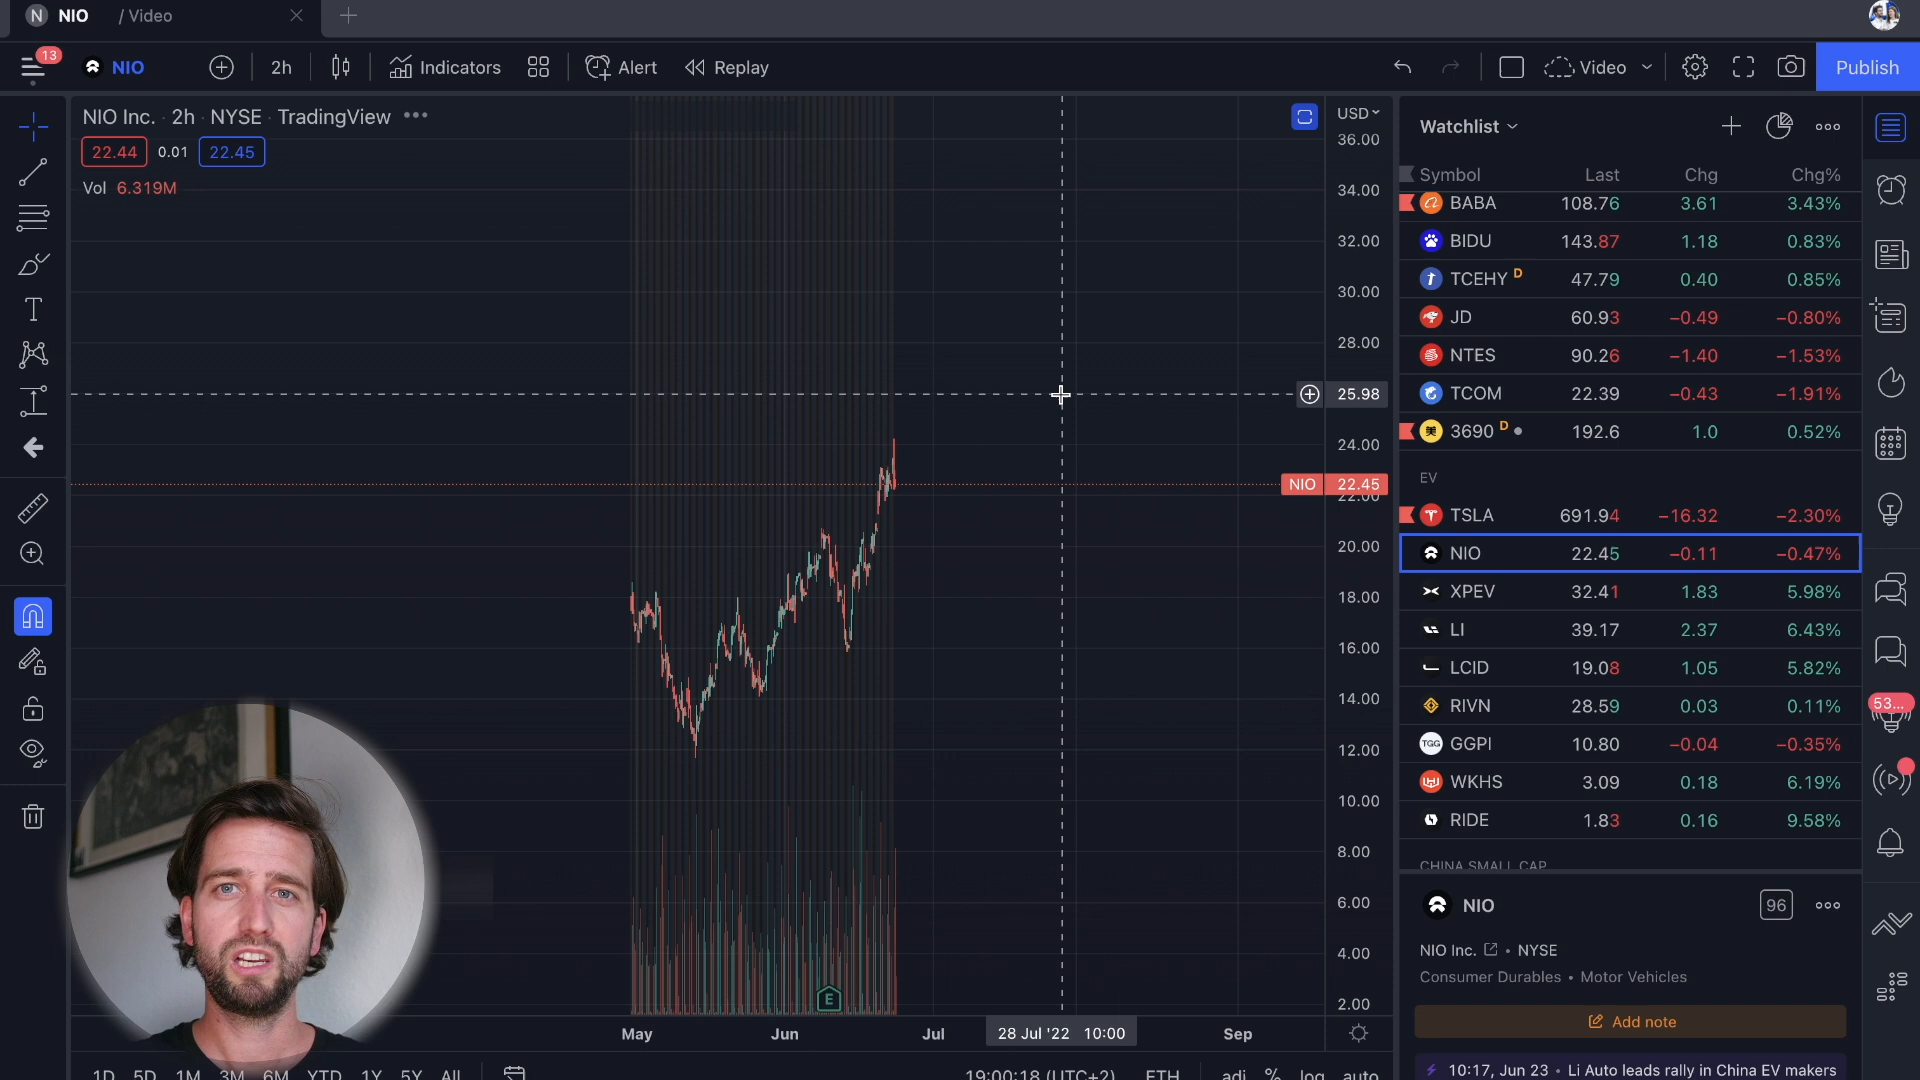 N NIO / Video
13 NIO 2h Indicators Alert Replay Video Publish
NIO Inc. · 2h · NYSE · TradingView
22.44 0.01 22.45
Vol 6.319M
USD
36.00
34.00
32.00
30.00
28.00
25.98
24.00
NIO 22.45
22.00
20.00
18.00
16.00
14.00
12.00
10.00
8.00
6.00
4.00
2.00
E
May Jun Jul 28 Jul '22 10:00 Sep
1D 5D 1M 3M 6M YTD 1Y 5Y All 19:00:18 (UTC+2) ETH adj % log auto
Watchlist
Symbol Last Chg Chg%
BABA 108.76 3.61 3.43%
BIDU 143.87 1.18 0.83%
TCEHY D 47.79 0.40 0.85%
JD 60.93 −0.49 −0.80%
NTES 90.26 −1.40 −1.53%
TCOM 22.39 −0.43 −1.91%
美 3690 D 192.6 1.0 0.52%
EV
TSLA 691.94 −16.32 −2.30%
NIO 22.45 −0.11 −0.47%
XPEV 32.41 1.83 5.98%
LI 39.17 2.37 6.43%
LCID 19.08 1.05 5.82%
RIVN 28.59 0.03 0.11%
TGG GGPI 10.80 −0.04 −0.35%
WKHS 3.09 0.18 6.19%
RIDE 1.83 0.16 9.58%
CHINA SMALL CAP
NIO 96
NIO Inc. • NYSE
Consumer Durables • Motor Vehicles
Add note
10:17, Jun 23 • Li Auto leads rally in China EV makers
53...